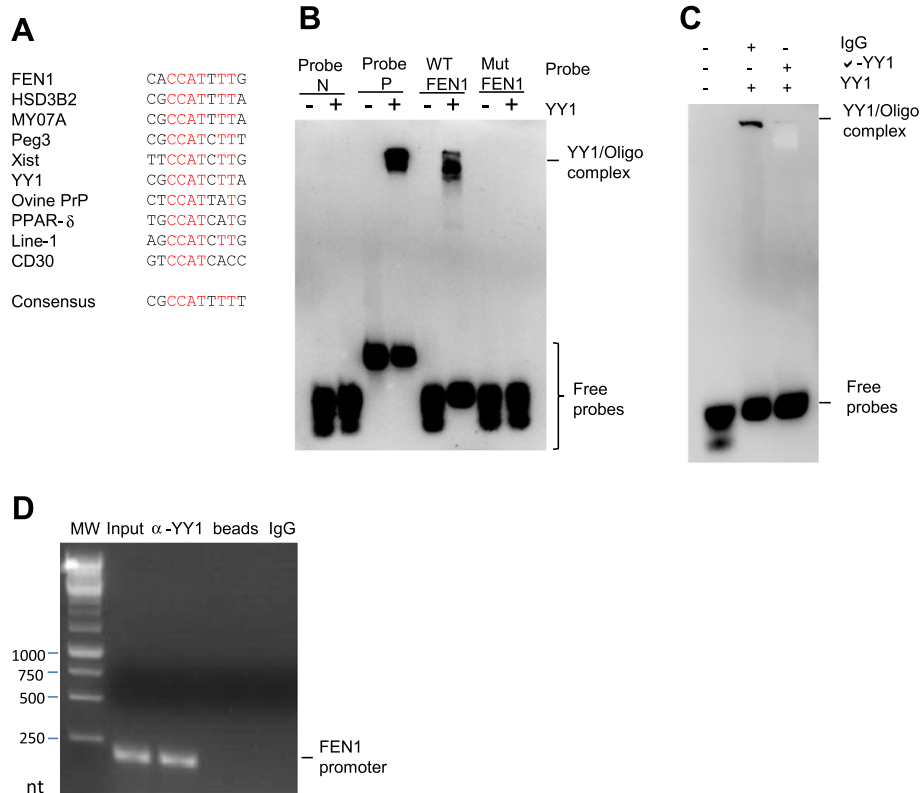 A
FEN1 CACCATTTTG
HSD3B2 CGCCATTTTA
MY07A CGCCATTTTA
Peg3 CGCCATCTTT
Xist TTCCATCTTG
YY1 CGCCATCTTA
Ovine PrP CTCCATTATG
PPAR-δ TGCCATCATG
Line-1 AGCCATCTTG
CD30 GTCCATCACC
Consensus CGCCATTTTT
B
Probe N Probe P WT FEN1 Mut FEN1 Probe
- + - + - + - + YY1
YY1/Oligo complex
Free probes
C
- + - IgG
- - + -YY1
- + + YY1
YY1/Oligo complex
Free probes
D
MW Input α-YY1 beads IgG
1000
750
500
250
nt
FEN1 promoter